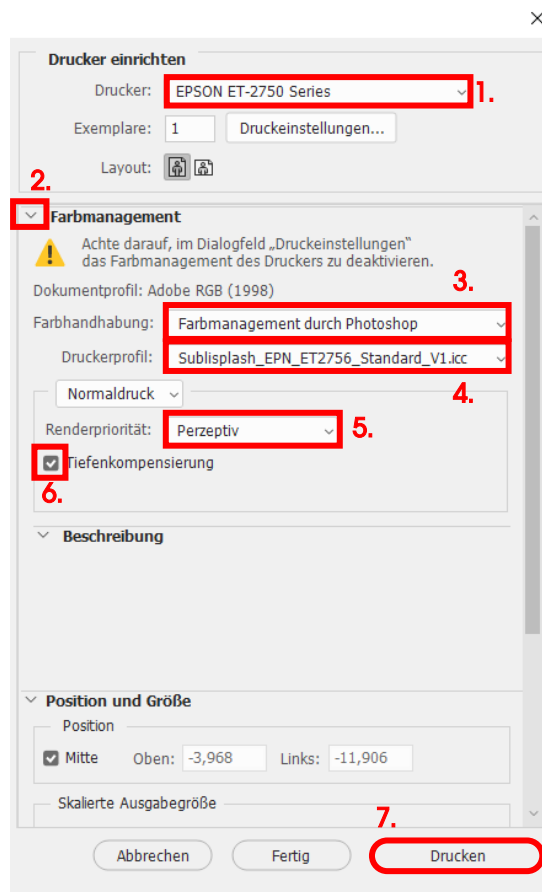 Drucker einrichten
Drucker: EPSON ET-2750 Series 1.
Exemplare: 1 Druckeinstellungen...
Layout:
2.
Farbmanagement
Achte darauf, im Dialogfeld „Druckeinstellungen"
das Farbmanagement des Druckers zu deaktivieren.
Dokumentprofil: Adobe RGB (1998)
3.
Farbhandhabung: Farbmanagement durch Photoshop
Druckerprofil: Sublisplash_EPN_ET2756_Standard_V1.icc
4.
Normaldruck
Renderpriorität: Perzeptiv 5.
Tiefenkompensierung
6.
Beschreibung
Position und Größe
Position
Mitte Oben: -3,968 Links: -11,906
Skalierte Ausgabegröße
7.
Abbrechen Fertig Drucken